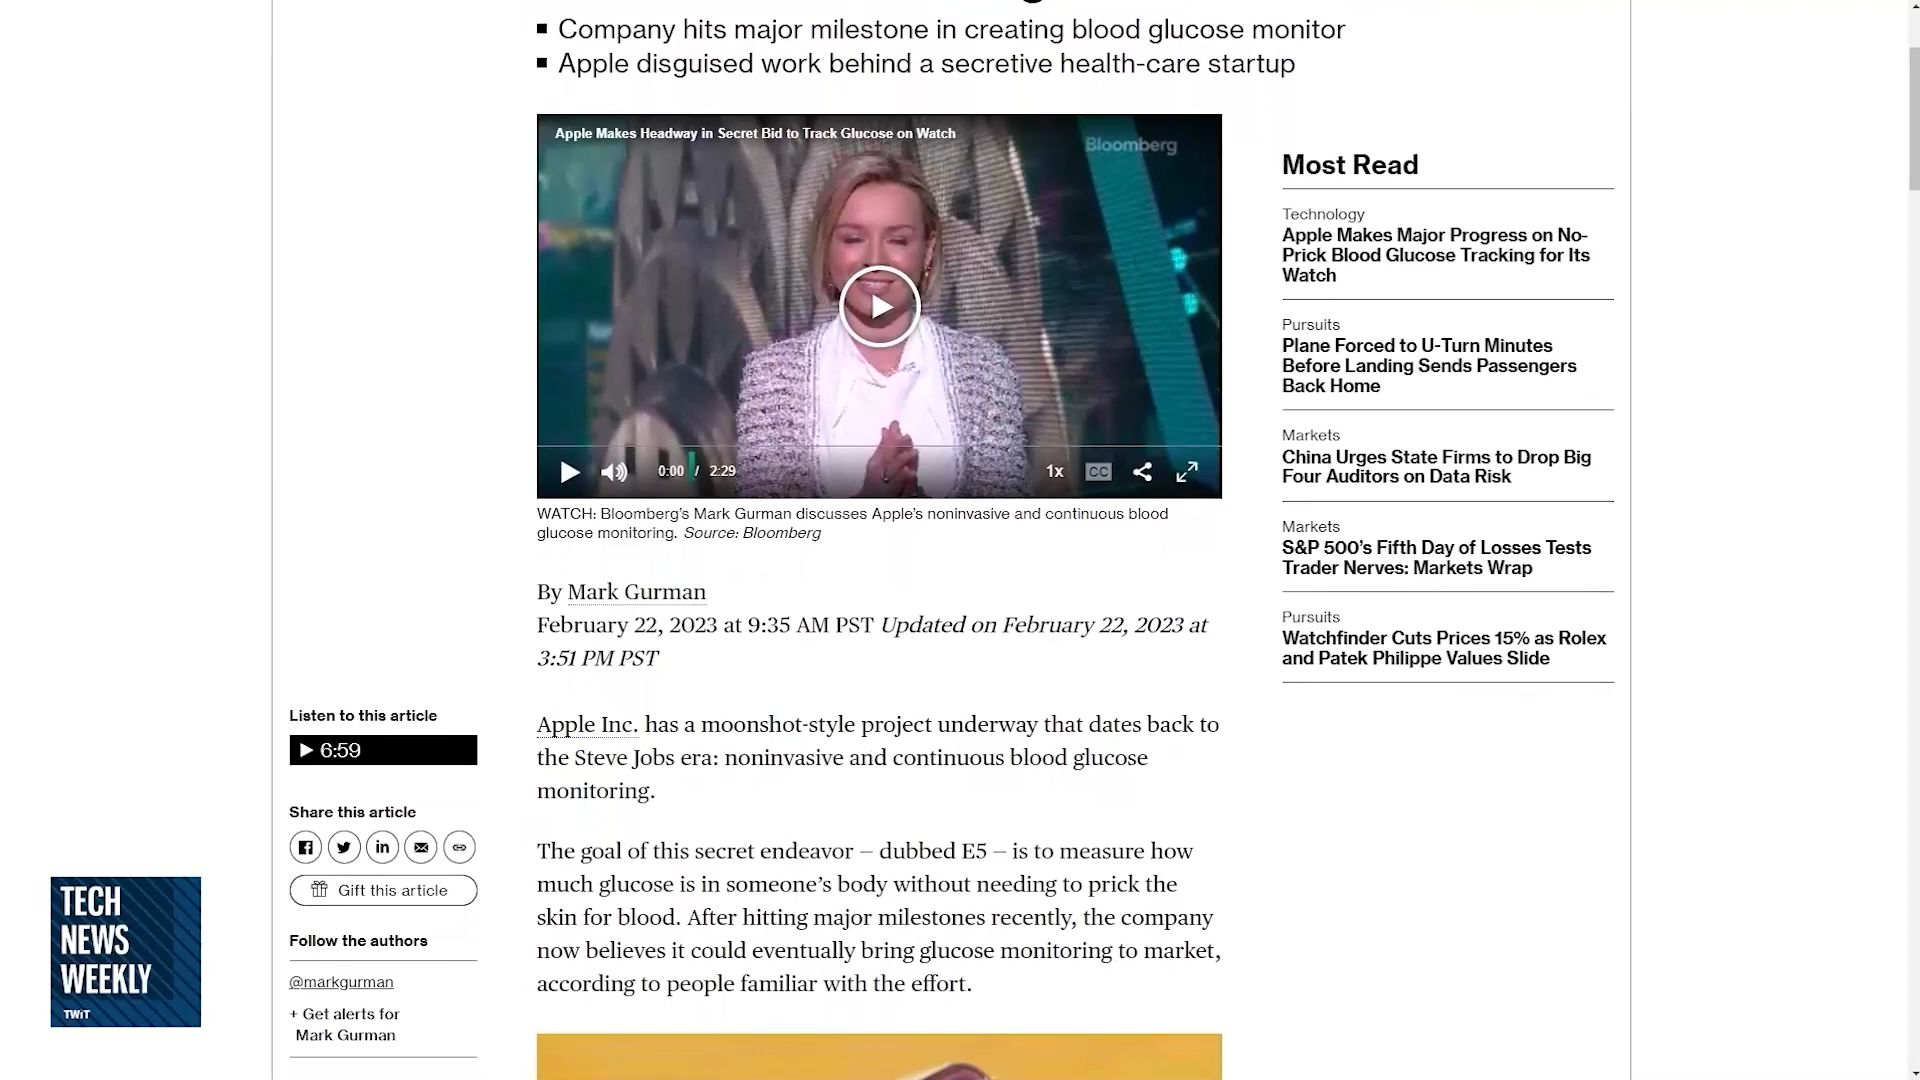 Company hits major milestone in creating blood glucose monitor
Apple disguised work behind a secretive health-care startup
Apple Makes Headway in Secret Bid to Track Glucose on Watch
Bloomberg
0:00 / 2:29
1x
CC
WATCH: Bloomberg's Mark Gurman discusses Apple's noninvasive and continuous blood
glucose monitoring. Source: Bloomberg
By Mark Gurman
February 22, 2023 at 9:35 AM PST Updated on February 22, 2023 at
3:51 PM PST
Apple Inc. has a moonshot-style project underway that dates back to
the Steve Jobs era: noninvasive and continuous blood glucose
monitoring.
The goal of this secret endeavor – dubbed E5 – is to measure how
much glucose is in someone's body without needing to prick the
skin for blood. After hitting major milestones recently, the company
now believes it could eventually bring glucose monitoring to market,
according to people familiar with the effort.
Listen to this article
6:59
Share this article
in
Gift this article
Follow the authors
@markgurman
+ Get alerts for
Mark Gurman
Most Read
Technology
Apple Makes Major Progress on No-
Prick Blood Glucose Tracking for Its
Watch
Pursuits
Plane Forced to U-Turn Minutes
Before Landing Sends Passengers
Back Home
Markets
China Urges State Firms to Drop Big
Four Auditors on Data Risk
Markets
S&P 500's Fifth Day of Losses Tests
Trader Nerves: Markets Wrap
Pursuits
Watchfinder Cuts Prices 15% as Rolex
and Patek Philippe Values Slide
TECH
NEWS
WEEKLY
TWiT